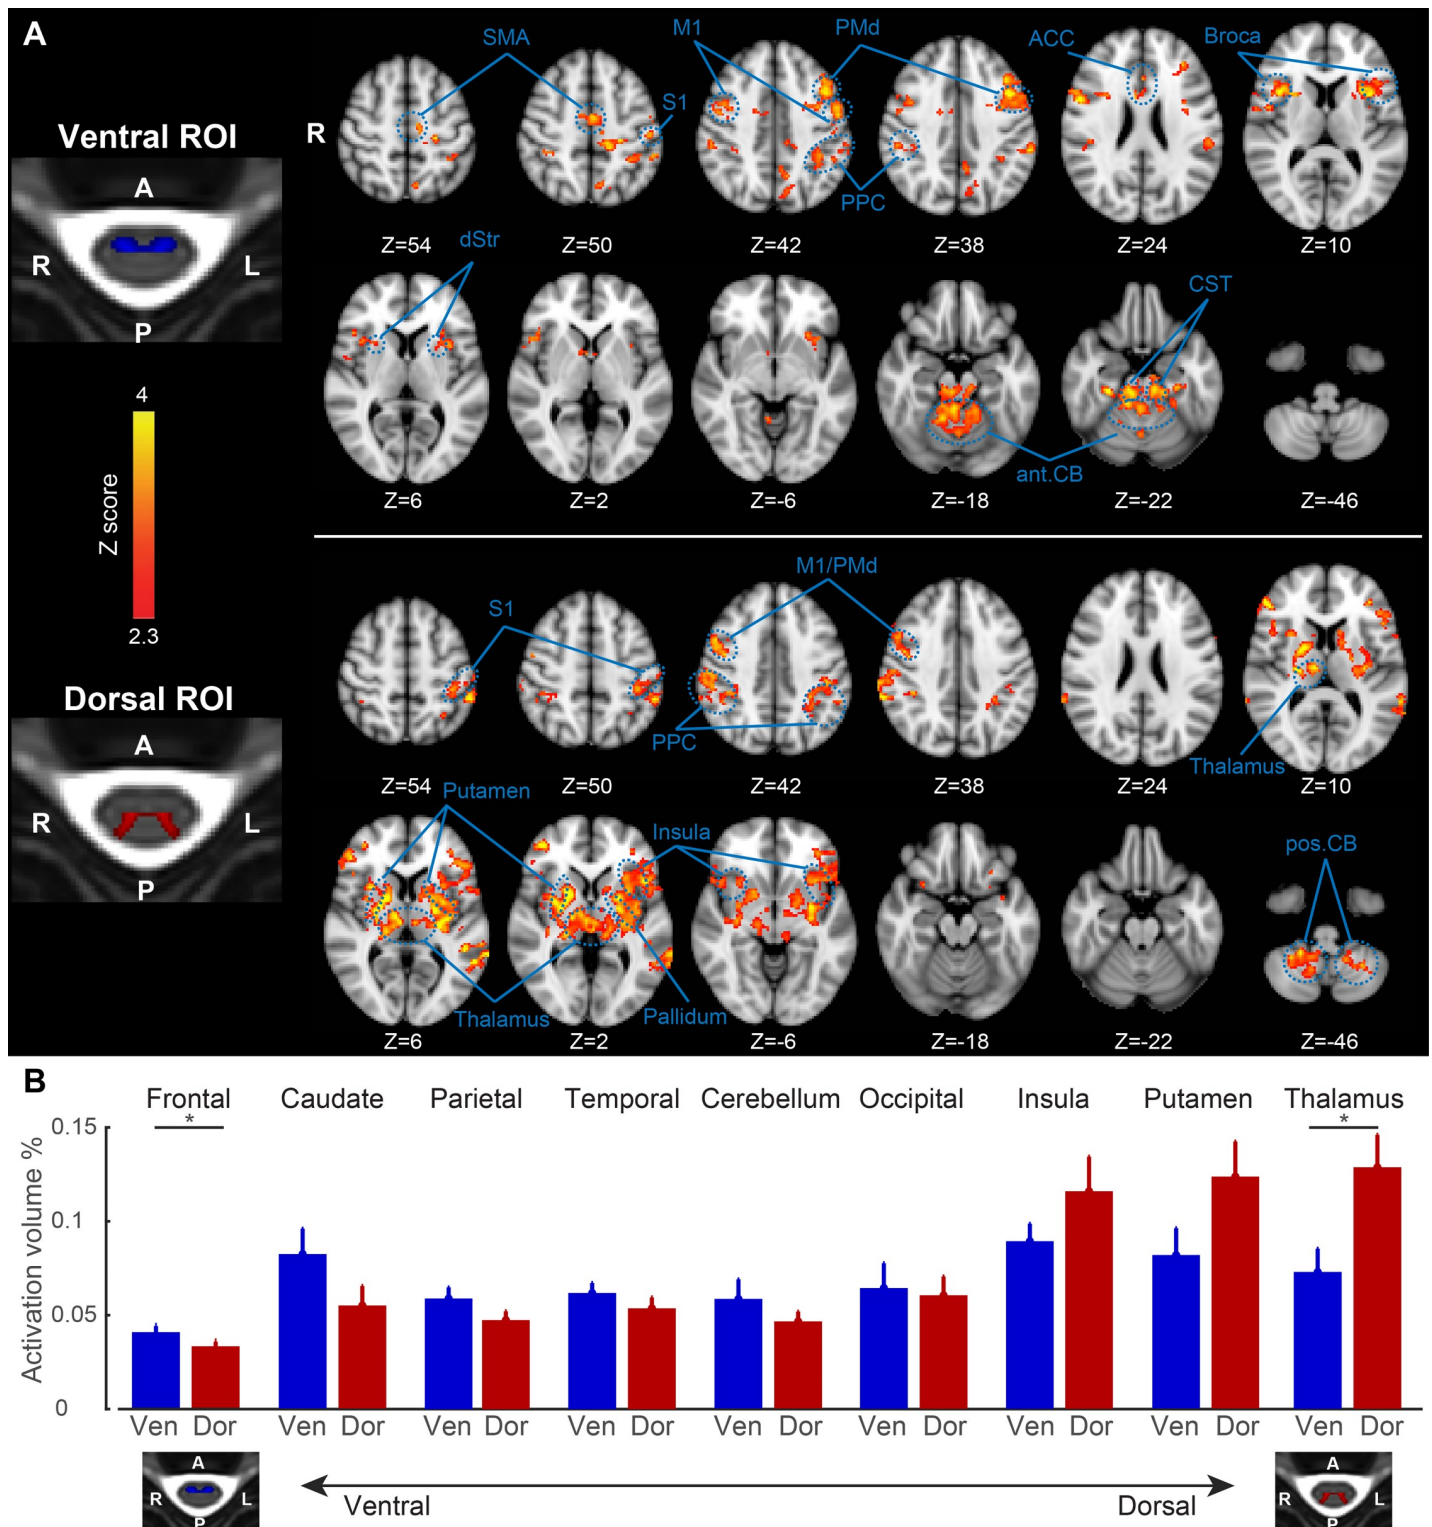 A
Ventral ROI
A
R L
P
4
Z score
2.3
Dorsal ROI
A
R L
P
R
SMA M1 PMd ACC Broca
S1
PPC
Z=54 Z=50 Z=42 Z=38 Z=24 Z=10
dStr CST
ant.CB
Z=6 Z=2 Z=-6 Z=-18 Z=-22 Z=-46
M1/PMd
S1
PPC
Thalamus
Z=54 Z=50 Z=42 Z=38 Z=24 Z=10
Putamen Insula pos.CB
Thalamus Pallidum
Z=6 Z=2 Z=-6 Z=-18 Z=-22 Z=-46
B
Frontal Caudate Parietal Temporal Cerebellum Occipital Insula Putamen Thalamus
* *
Activation volume %
0.15
0.1
0.05
0
Ven Dor Ven Dor Ven Dor Ven Dor Ven Dor Ven Dor Ven Dor Ven Dor Ven Dor
A
R L
P
Ventral Dorsal
A
R L
P